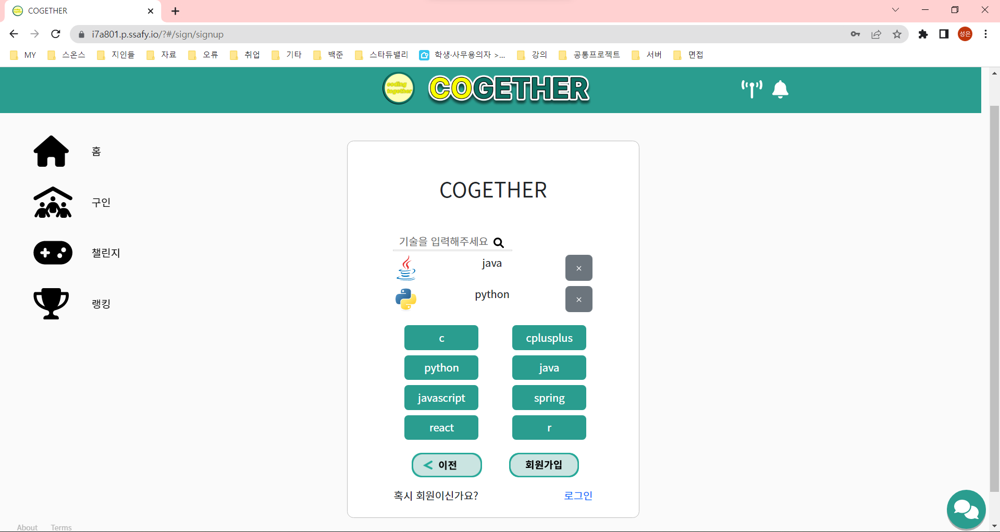 COGETHER
i7a801.p.ssafy.io/?#/sign/signup
성은
MY 스온스 지인들 자료 오류 취업 기타 백준 스타듀밸리 학생·사무용의자 >... 강의 공통프로젝트 서버 면접
coding
together
COGETHER
홈
구인
챌린지
랭킹
COGETHER
기술을 입력해주세요
java ×
python ×
c cplusplus
python java
javascript spring
react r
< 이전 회원가입
혹시 회원이신가요? 로그인
About Terms